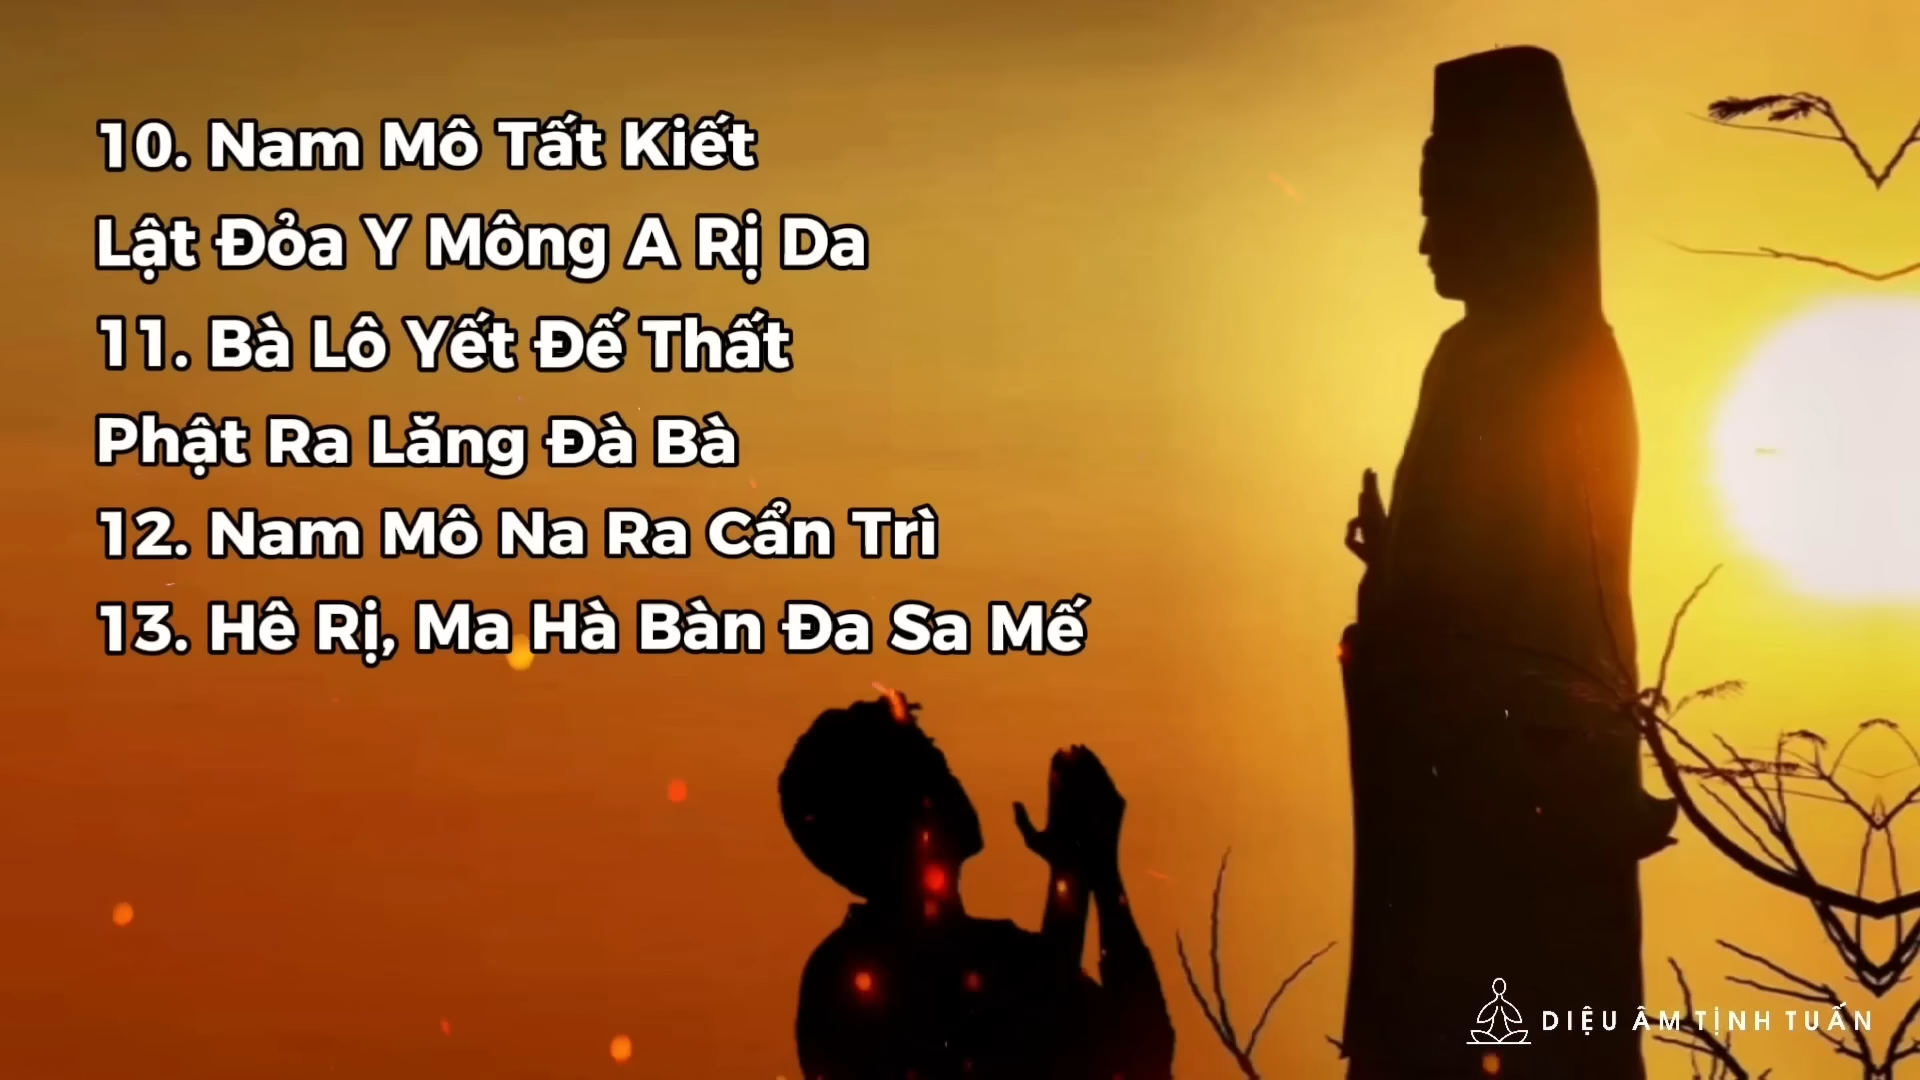 10. Nam Mô Tất Kiết
Lật Đỏa Y Mông A Rị Da
11. Bà Lô Yết Đế Thất
Phật Ra Lăng Đà Bà
12. Nam Mô Na Ra Cẩn Trì
13. Hê Rị, Ma Hà Bàn Đa Sa Mế
DIỆU ÂM TỊNH TUẤN